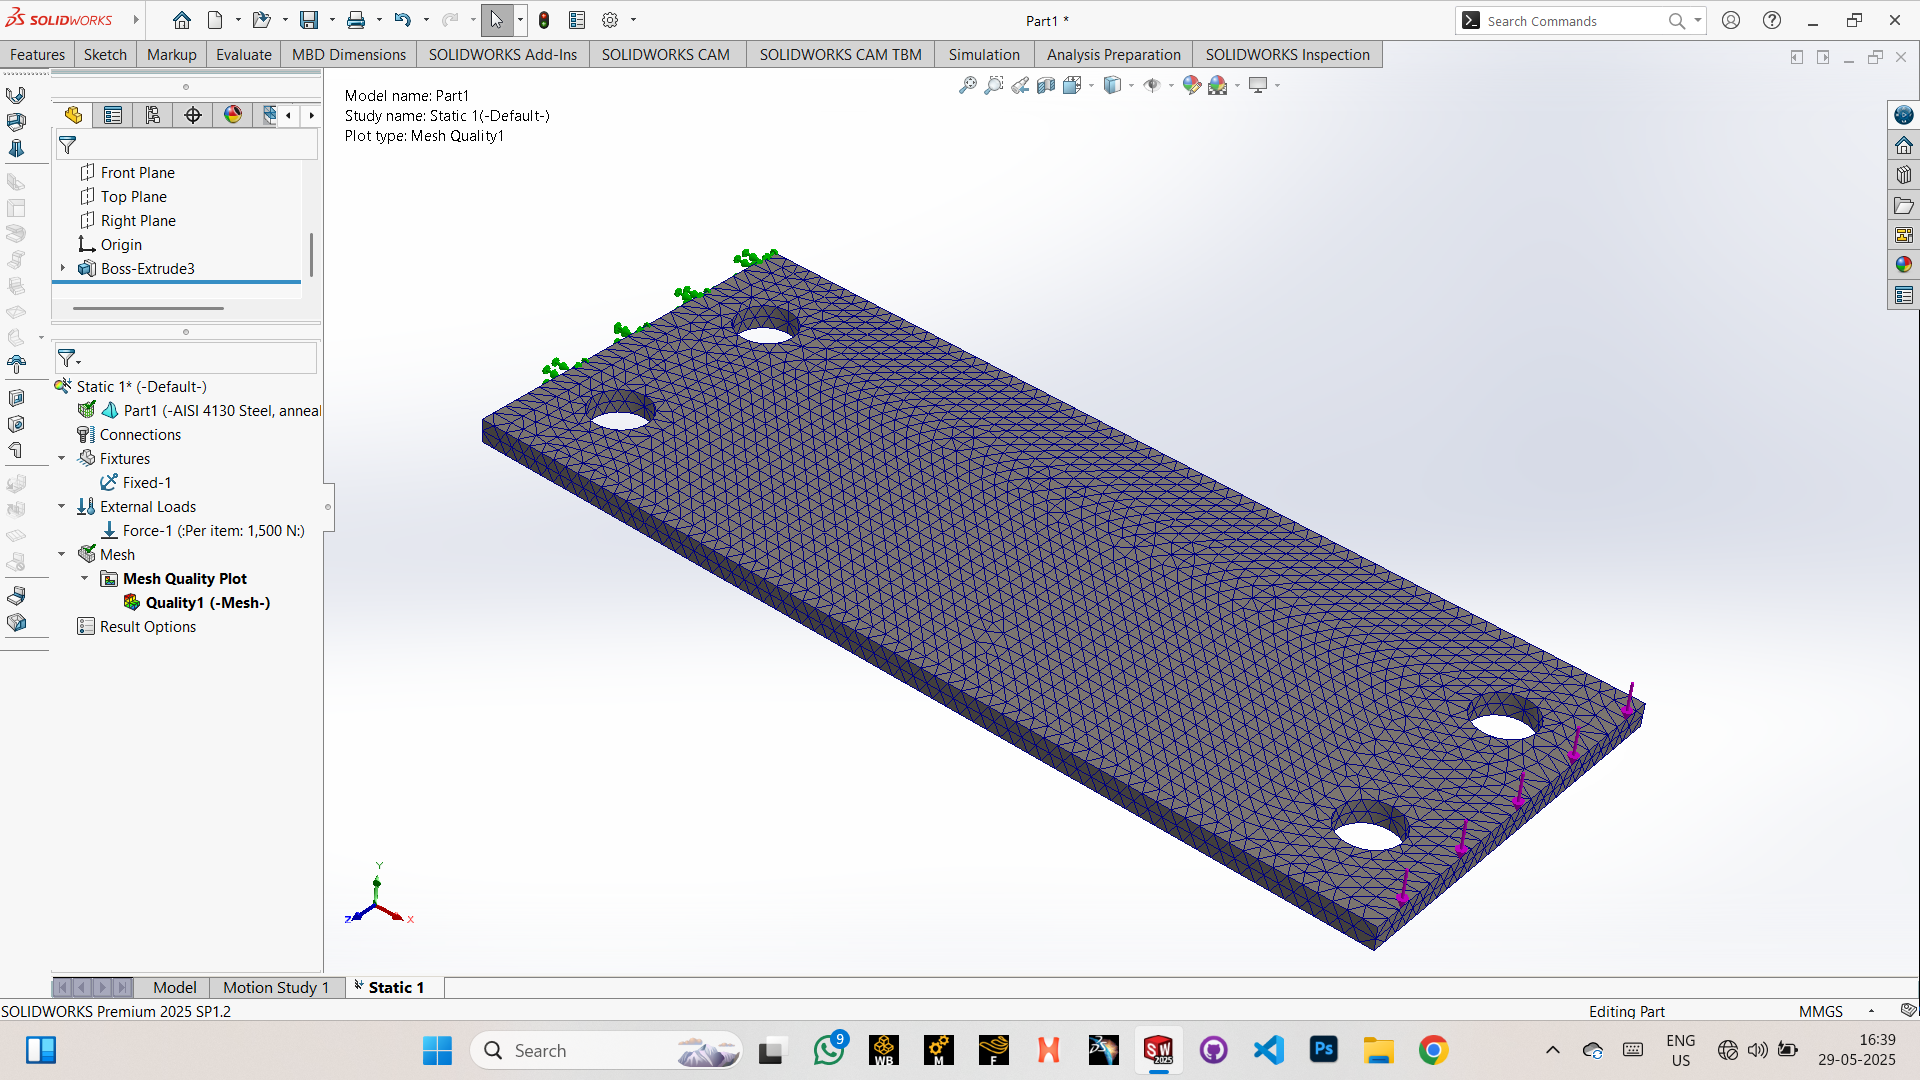 SOLIDWORKS
Part1 *
Search Commands
Features
Sketch
Markup
Evaluate
MBD Dimensions
SOLIDWORKS Add-Ins
SOLIDWORKS CAM
SOLIDWORKS CAM TBM
Simulation
Analysis Preparation
SOLIDWORKS Inspection
Model name: Part1
Study name: Static 1(-Default-)
Plot type: Mesh Quality1
Front Plane
Top Plane
Right Plane
Origin
Boss-Extrude3
Static 1* (-Default-)
Part1 (-AISI 4130 Steel, anneal
Connections
Fixtures
Fixed-1
External Loads
Force-1 (:Per item: 1,500 N:)
Mesh
Mesh Quality Plot
Quality1 (-Mesh-)
Result Options
Y
Z
X
Model
Motion Study 1
Static 1
SOLIDWORKS Premium 2025 SP1.2
Editing Part
MMGS
Search
9
WB
M
F
SW
2025
Ps
ENG
US
16:39
29-05-2025